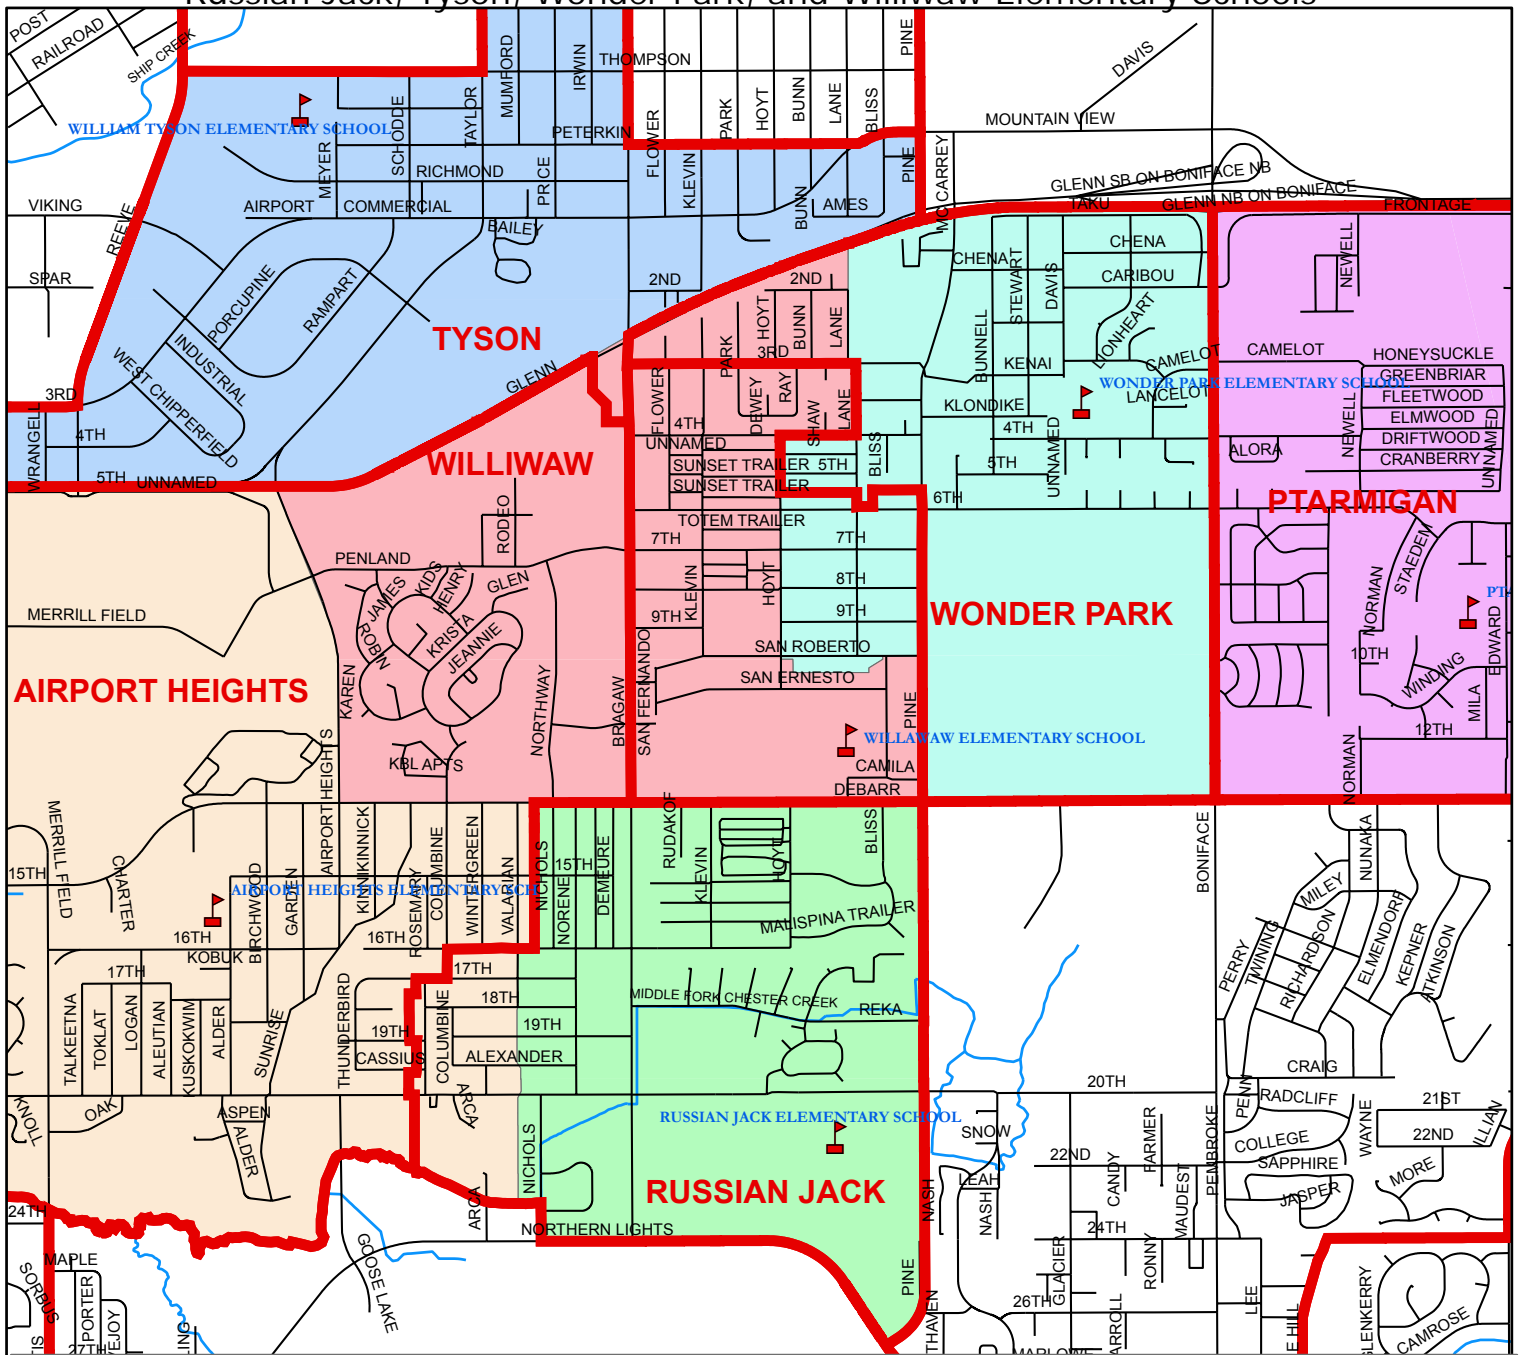 Russian Jack, Tyson, Wonder Park, and Williwaw Elementary Schools
POST
RAILROAD
SHIP CREEK
MUMFORD
IRWIN
THOMPSON
PINE
DAVIS
WILLIAM TYSON ELEMENTARY SCHOOL
SCHODDE
TAYLOR
PETERKIN
FLOWER
PARK
HOYT
BUNN
LANE
BLISS
MOUNTAIN VIEW
MEYER
RICHMOND
PRICE
KLEVIN
PINE
MC CARREY
GLENN SB ON BONIFACE NB
GLENN NB ON BONIFACE
VIKING
REEVE
AIRPORT
COMMERCIAL
BAILEY
BUNN
AMES
TAKU
FRONTAGE
SPAR
PORCUPINE
RAMPART
2ND
2ND
CHENA
CHENA
CARIBOU
STEWART
DAVIS
NEWELL
TYSON
INDUSTRIAL
WEST CHIPPERFIELD
GLENN
PARK
HOYT
BUNN
LANE
3RD
BUNNELL
KENAI
LIONHEART
CAMELOT
CAMELOT
HONEYSUCKLE
GREENBRIAR
3RD
WRANGELL
4TH
FLOWER
DEWEY
RAY
SHAW
LANE
KLONDIKE
WONDER PARK ELEMENTARY SCHOOL
LANCELOT
FLEETWOOD
ELMWOOD
DRIFTWOOD
CRANBERRY
NEWELL
UNNAMED
ALORA
4TH
UNNAMED
SUNSET TRAILER
5TH
SUNSET TRAILER
BLISS
4TH
5TH
UNNAMED
6TH
5TH
UNNAMED
WILLIWAW
PTARMIGAN
RODEO
TOTEM TRAILER
7TH
7TH
8TH
9TH
9TH
KLEVIN
HOYT
PENLAND
JAMES
KIDS
HENRY
GLEN
KRISTA
ROBIN
JEANNIE
MERRILL FIELD
WONDER PARK
STAEDEM
NORMAN
EDWARD
10TH
WINDING
MILA
12TH
NORMAN
AIRPORT HEIGHTS
KAREN
NORTHWAY
BRAGAW
SAN FERNANDO
SAN ROBERTO
SAN ERNESTO
PINE
WILLAWAW ELEMENTARY SCHOOL
KBL APTS
CAMILA
DEBARR
AIRPORT HEIGHTS
MERRILL FIELD
15TH
CHARTER
BIRCHWOOD
GARDEN
KINNIKINNICK
ROSEMARY
COLUMBINE
WINTERGREEN
VALARIAN
NICHOLS
NORENE
15TH
DEMEURE
RUDAKOF
KLEVIN
HOYT
BLISS
MALISPINA TRAILER
BONIFACE
NUNAKA
MILEY
PERRY
TWINING
RICHARDSON
ELMENDORF
KEPNER
ATKINSON
16TH
KOBUK
16TH
17TH
17TH
18TH
19TH
19TH
CASSIUS
ALEXANDER
TALKEETNA
TOKLAT
LOGAN
ALEUTIAN
KUSKOKWIM
ALDER
SUNRISE
THUNDERBIRD
COLUMBINE
MIDDLE FORK CHESTER CREEK
REKA
CRAIG
20TH
PENN
RADCLIFF
WAYNE
21ST
22ND
KNOLL
OAK
ASPEN
ALDER
ARCA
RUSSIAN JACK ELEMENTARY SCHOOL
SNOW
22ND
CANDY
FARMER
MAUDEST
PEMBROKE
COLLEGE
SAPPHIRE
JASPER
MORE
NICHOLS
ARCA
RUSSIAN JACK
NASH
LEAH
NASH
24TH
24TH
NORTHERN LIGHTS
GOOSE LAKE
MAPLE
SORBUS
PORTER
27TH
PINE
GLACIER
RONNY
26TH
LEE
CAMROSE